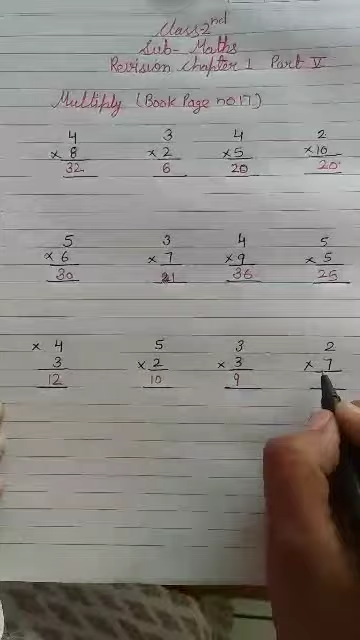 Class-2nd
Sub- Maths
Revision Chapter 1 Part V
Multiply (Book Page no 17)
4 3 4 2
×8 ×2 ×5 ×10
32 6 20 20
5 3 4 5
×6 ×7 ×9 ×5
30 21 36 25
× 4 5 3 2
3 ×2 ×3 ×7
12 10 9